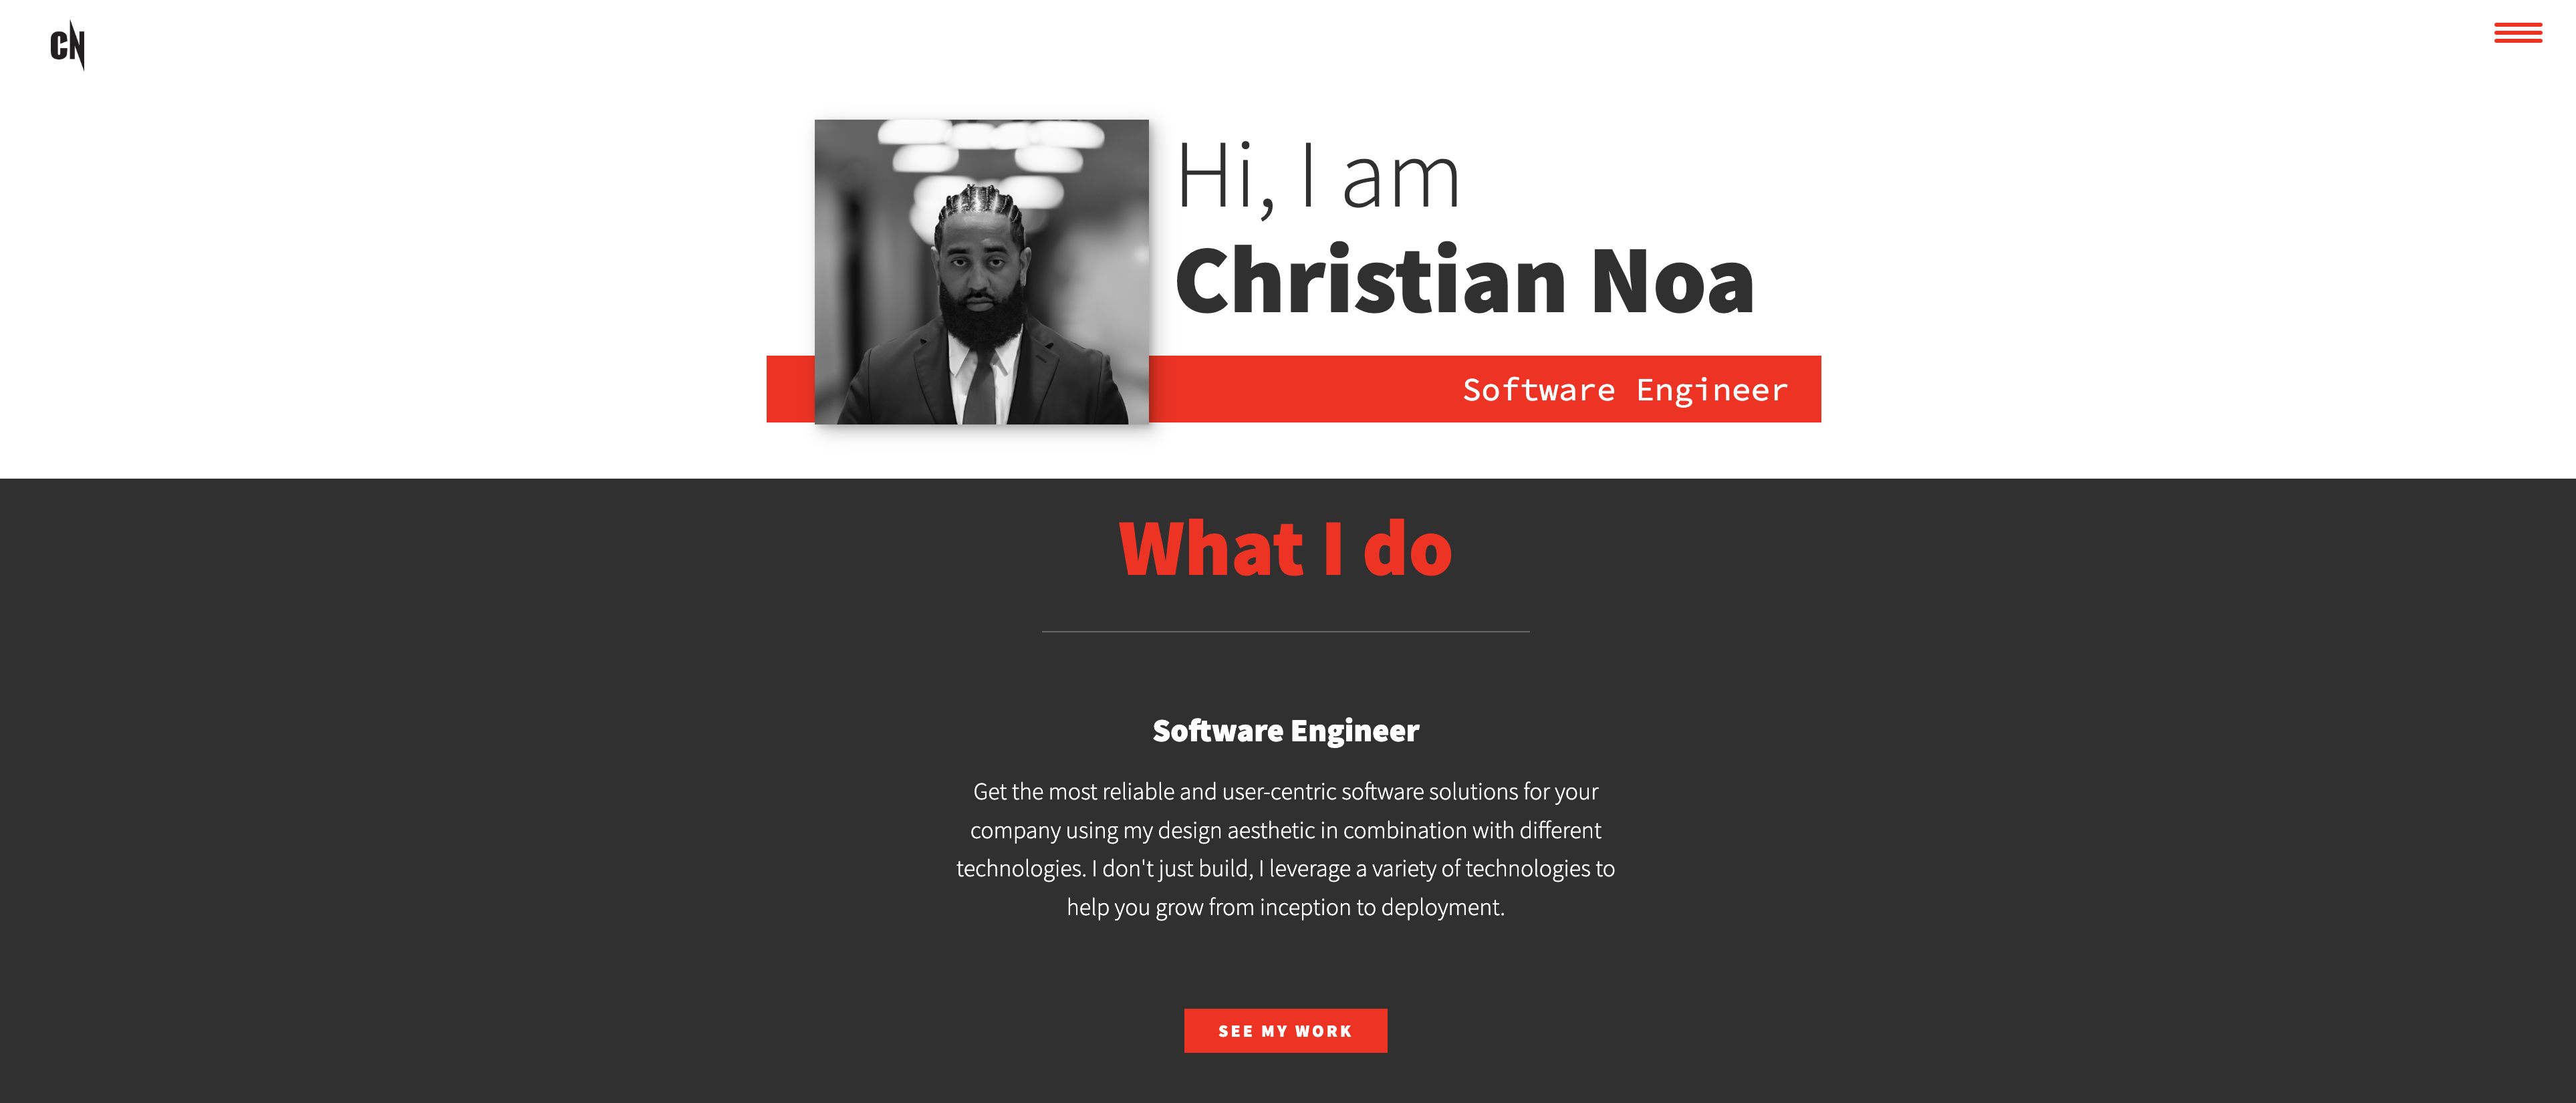 CN
Hi, I am
Christian Noa
Software Engineer
What I do
Software Engineer
Get the most reliable and user-centric software solutions for your
company using my design aesthetic in combination with different
technologies. I don't just build, I leverage a variety of technologies to
help you grow from inception to deployment.
SEE MY WORK